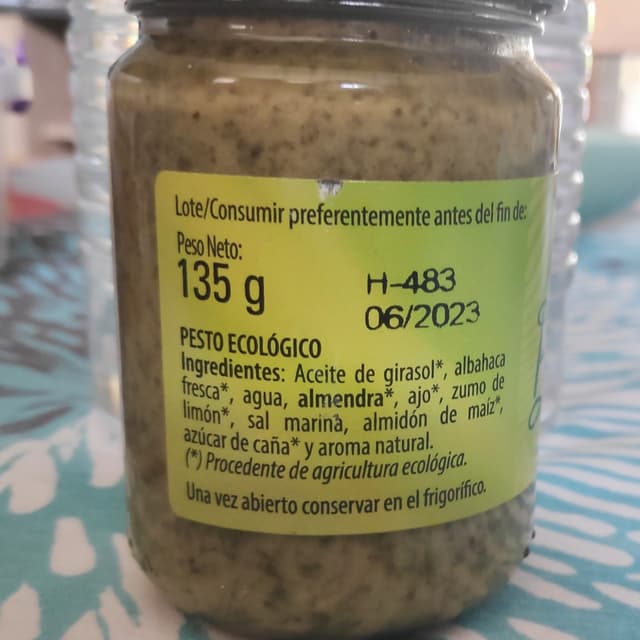 Lote/Consumir preferentemente antes del fin de:
Peso Neto:
135 g
H-483
06/2023
PESTO ECOLÓGICO
Ingredientes: Aceite de girasol*, albahaca
fresca*, agua, almendra*, ajo*, zumo de
limón*, sal marina, almidón de maíz*,
azúcar de caña* y aroma natural.
(*) Procedente de agricultura ecológica.
Una vez abierto conservar en el frigorífico.